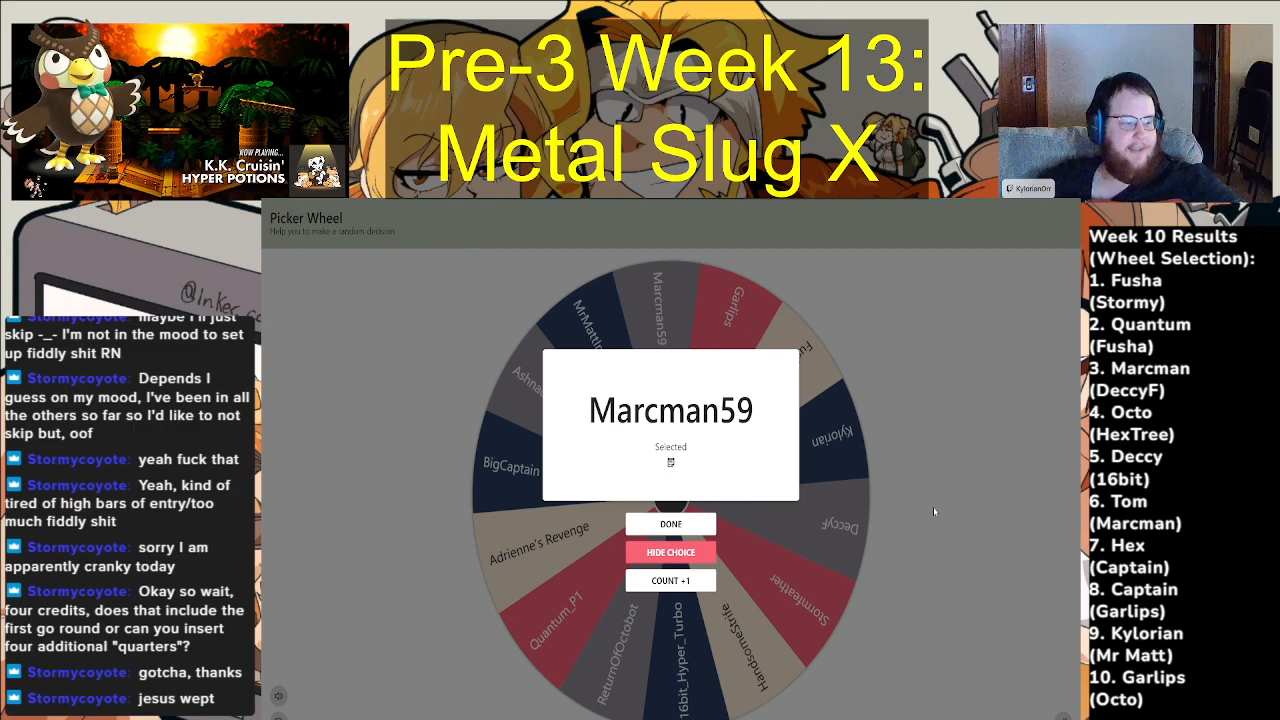 Pre-3 Week 13:
Metal Slug X
NOW PLAYING...
K.K. Cruisin'
HYPER POTIONS
KylorianOrr
@Inker_
Picker Wheel
Help you to make a random decision
Marcman59
Garlips
Kylorian
DeccyF
Stormfeather
HandsomeStrife
16bit_Hyper_Turbo
ReturnOfOctobot
Quantum_P1
Adrienne's Revenge
BigCaptain
Marcman59
Selected
DONE
HIDE CHOICE
COUNT +1
Stormycoyote: maybe I'll just
skip -_- I'm not in the mood to set
up fiddly shit RN
Stormycoyote: Depends I
guess on my mood, I've been in all
the others so far so I'd like to not
skip but, oof
Stormycoyote: yeah fuck that
Stormycoyote: Yeah, kind of
tired of high bars of entry/too
much fiddly shit
Stormycoyote: sorry I am
apparently cranky today
Stormycoyote: Okay so wait,
four credits, does that include the
first go round or can you insert
four additional "quarters"?
Stormycoyote: gotcha, thanks
Stormycoyote: jesus wept
Week 10 Results
(Wheel Selection):
1. Fusha
(Stormy)
2. Quantum
(Fusha)
3. Marcman
(DeccyF)
4. Octo
(HexTree)
5. Deccy
(16bit)
6. Tom
(Marcman)
7. Hex
(Captain)
8. Captain
(Garlips)
9. Kylorian
(Mr Matt)
10. Garlips
(Octo)